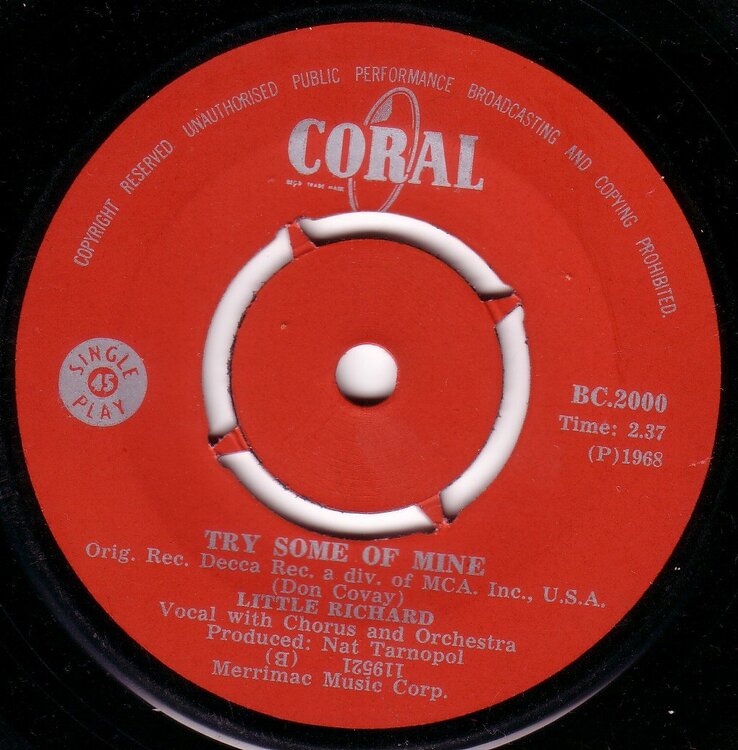 COPYRIGHT RESERVED UNAUTHORISED PUBLIC PERFORMANCE BROADCASTING AND COPYING PROHIBITED.
CORAL
REGD TRADE MARK
SINGLE
45
PLAY
BC.2000
Time: 2.37
(P)1968
TRY SOME OF MINE
Orig. Rec. Decca Rec. a div. of MCA. Inc., U.S.A.
(Don Covay)
LITTLE RICHARD
Vocal with Chorus and Orchestra
Produced: Nat Tarnopol
(B) 119521
Merrimac Music Corp.